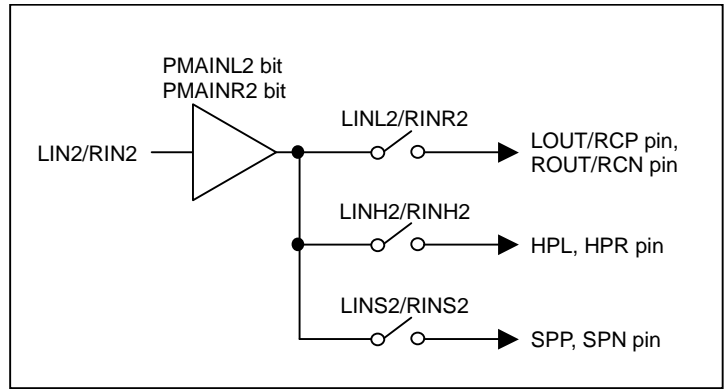 PMAINL2 bit
PMAINR2 bit
LIN2/RIN2
LINL2/RINR2
LOUT/RCP pin,
ROUT/RCN pin
LINH2/RINH2
HPL, HPR pin
LINS2/RINS2
SPP, SPN pin